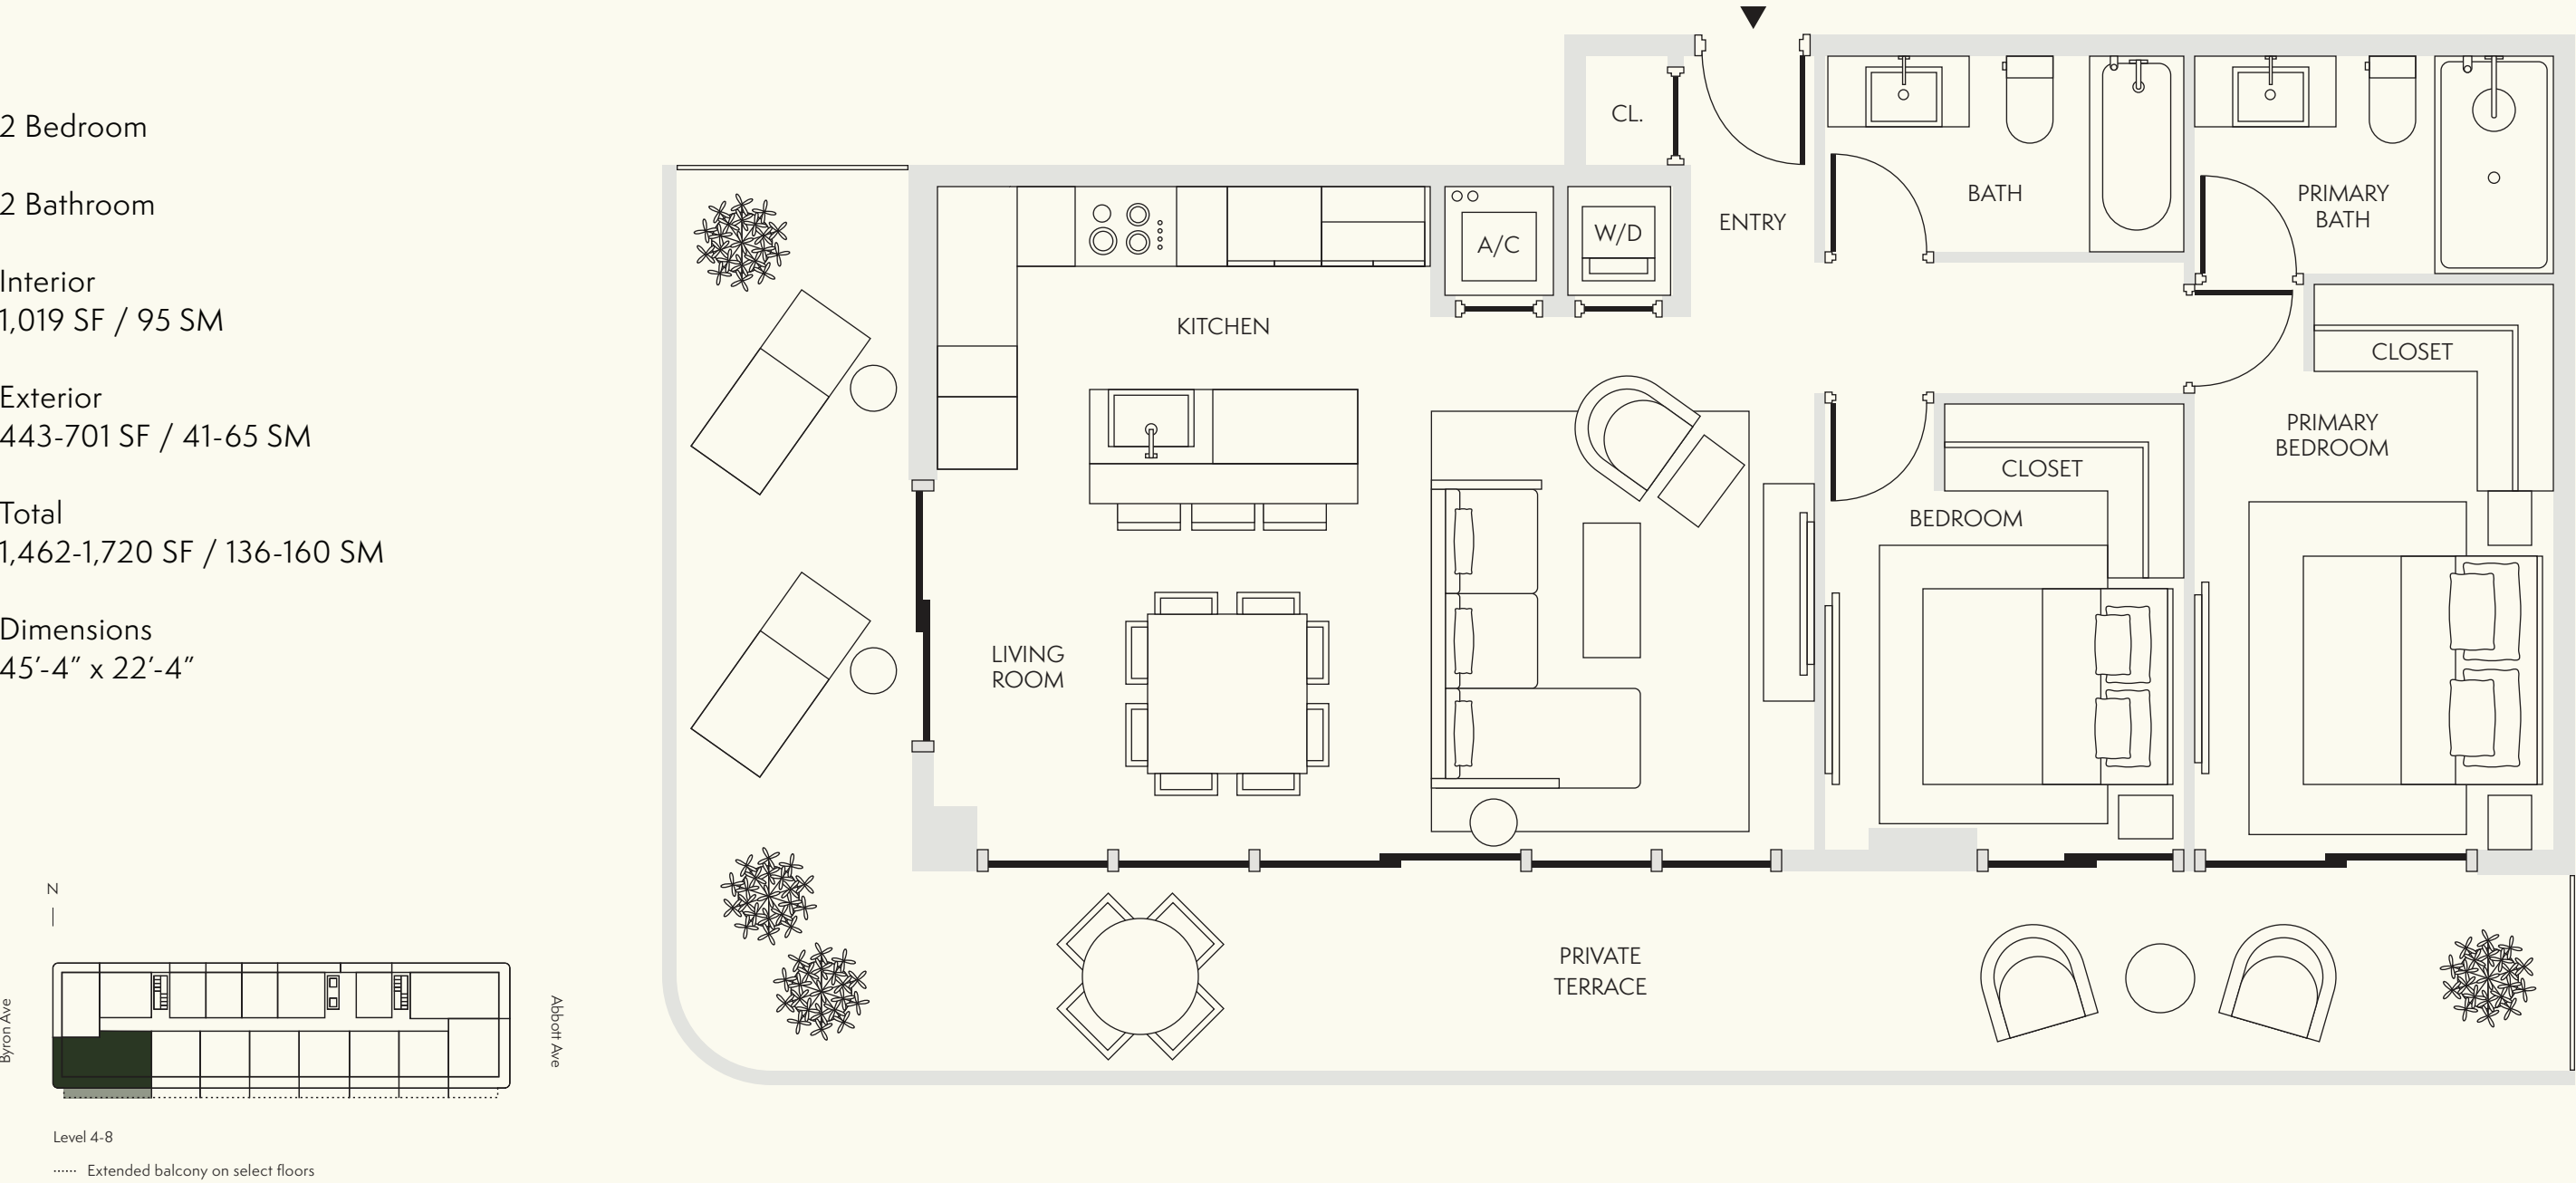 2 Bedroom
2 Bathroom
Interior
1,019 SF / 95 SM
Exterior
443-701 SF / 41-65 SM
Total
1,462-1,720 SF / 136-160 SM
Dimensions
45’-4” x 22’-4”
N
Byron Ave
Abbott Ave
Level 4-8
Extended balcony on select floors
CL.
ENTRY
BATH
PRIMARY
BATH
A/C
W/D
KITCHEN
CLOSET
PRIMARY
BEDROOM
CLOSET
BEDROOM
LIVING
ROOM
PRIVATE
TERRACE